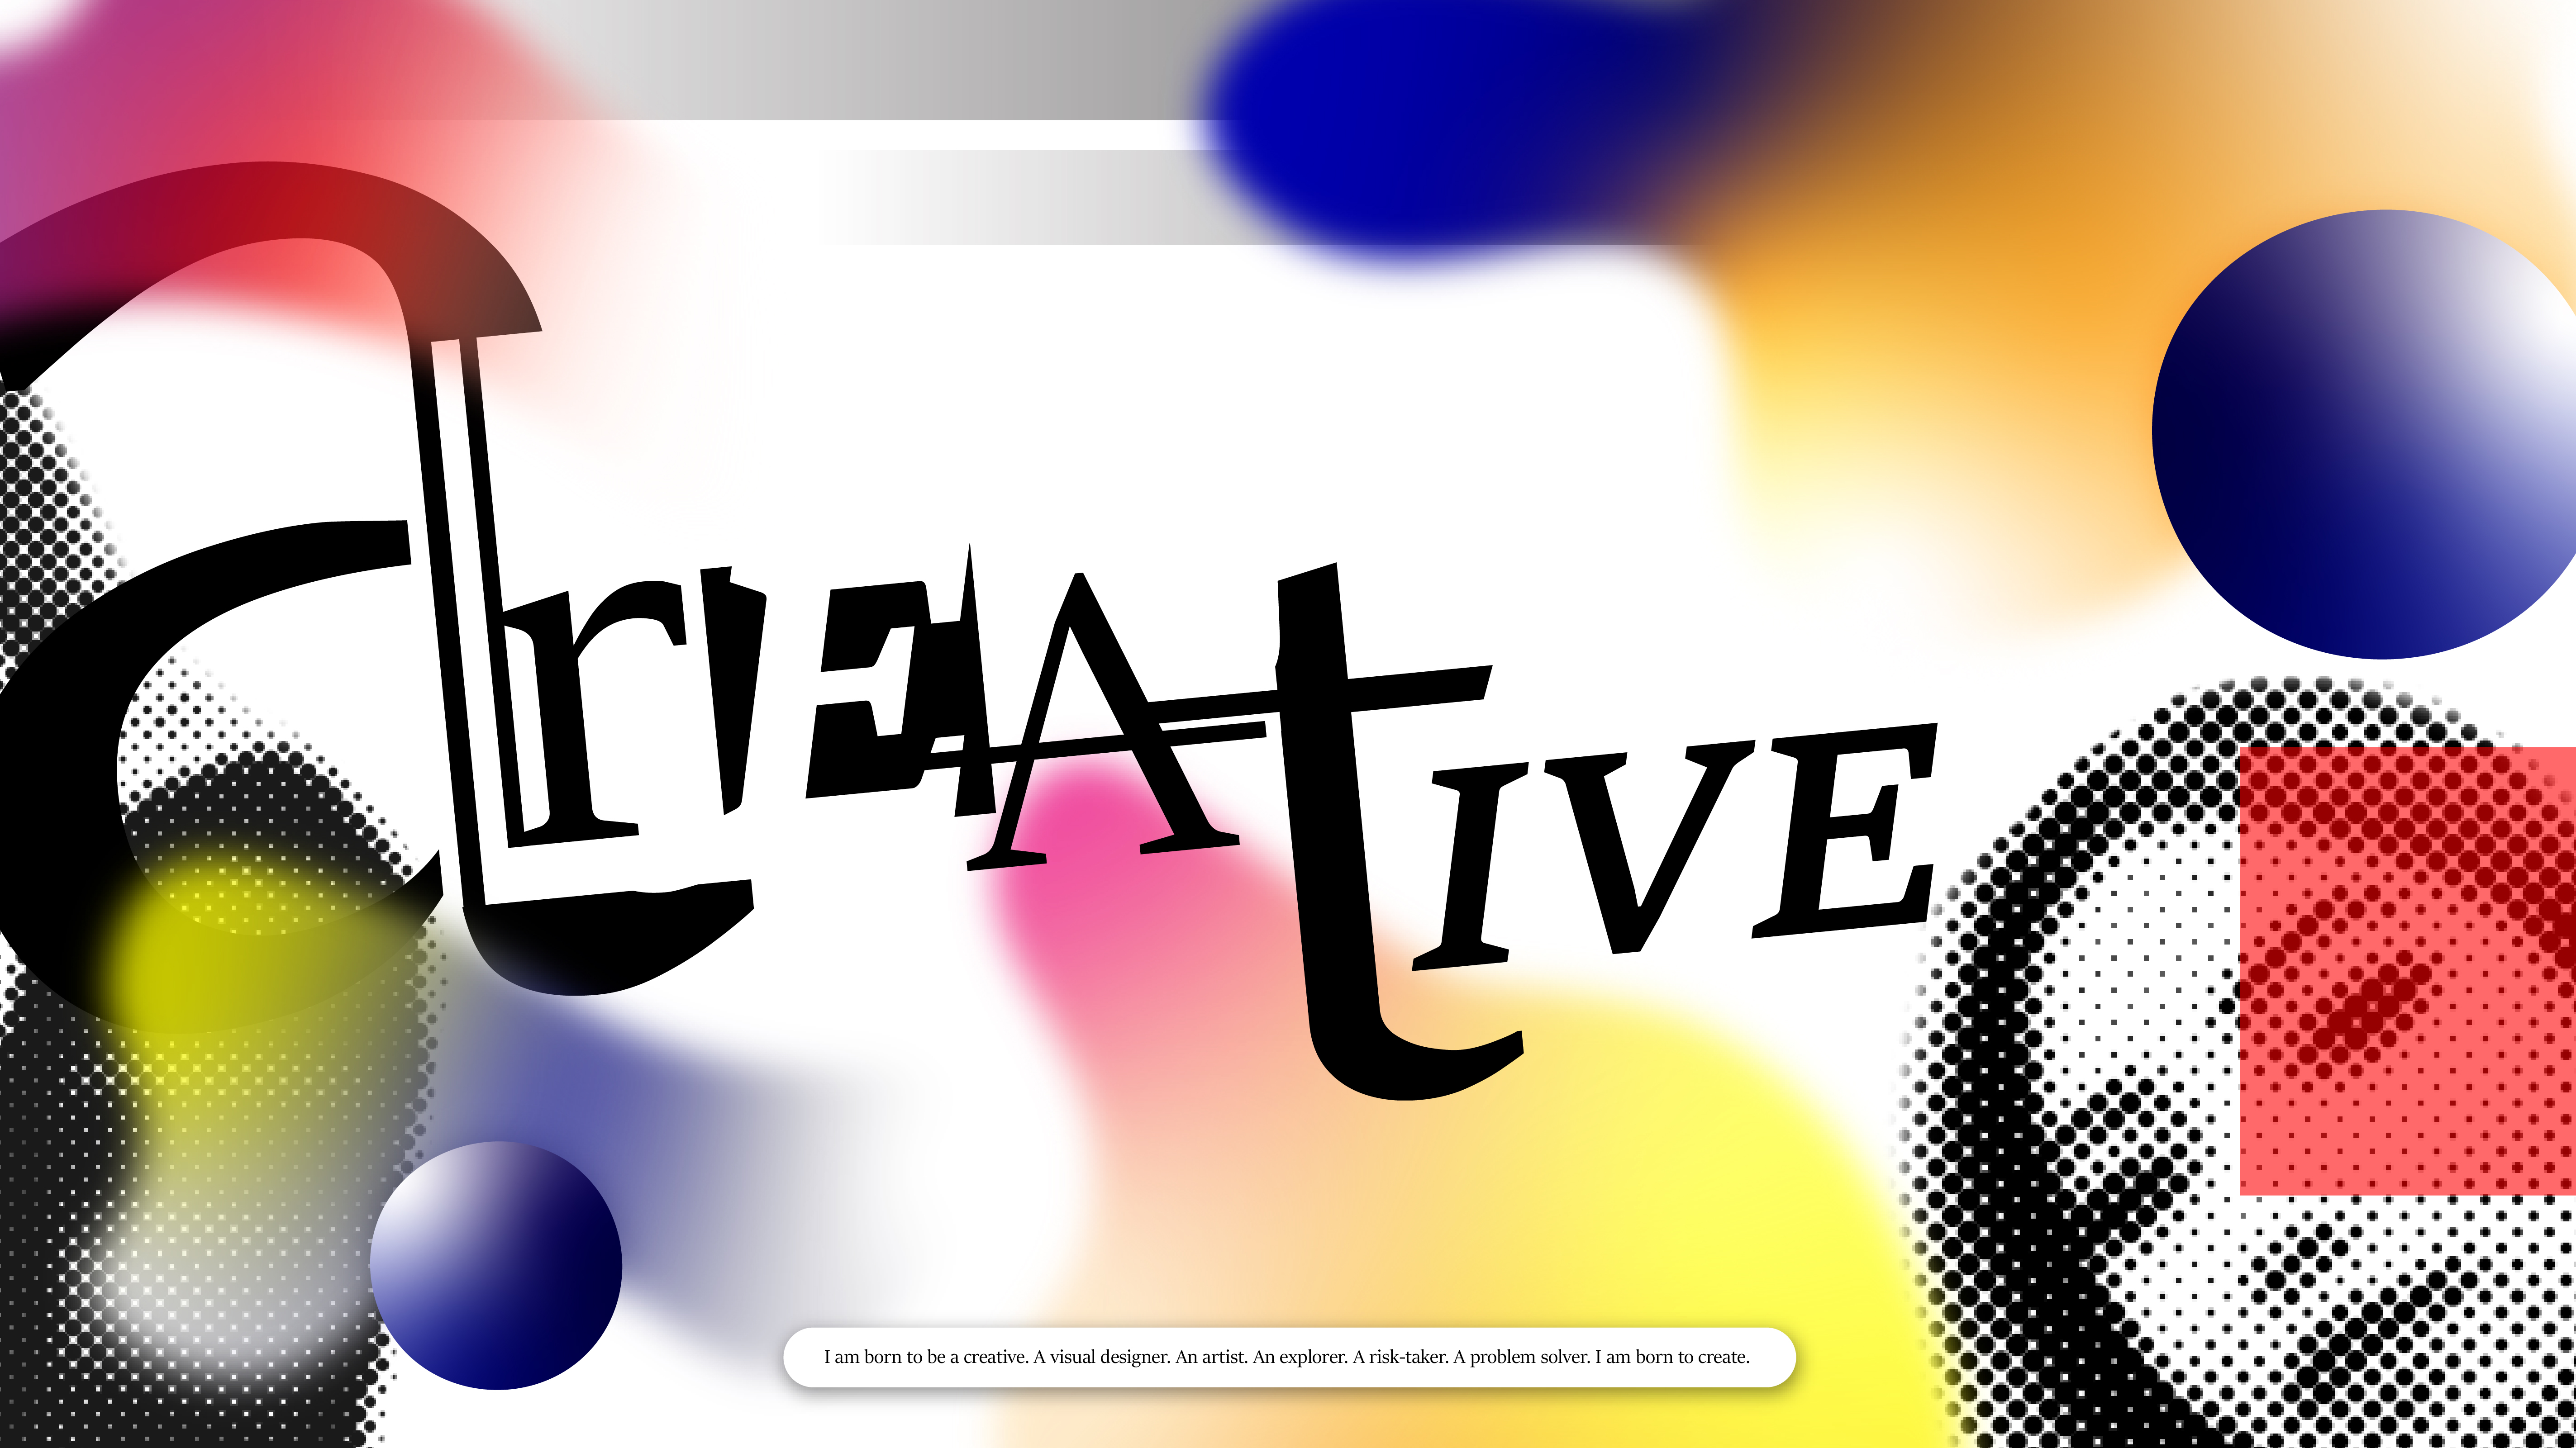 CrEAtIVE
I am born to be a creative. A visual designer. An artist. An explorer. A risk-taker. A problem solver. I am born to create.